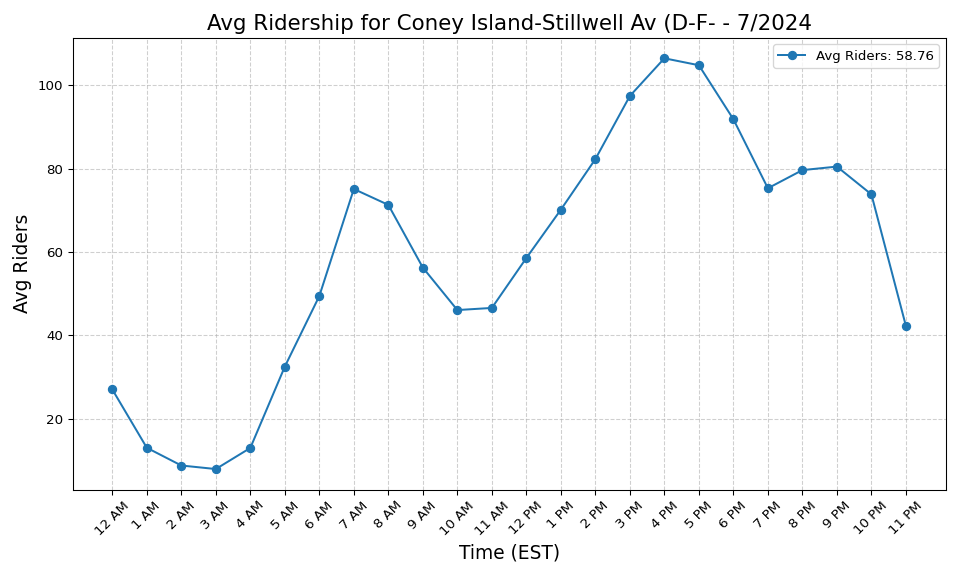 Avg Ridership for Coney Island-Stillwell Av (D-F- - 7/2024
Avg Riders: 58.76
100
80
60
40
20
Avg Riders
12 AM
1 AM
2 AM
3 AM
4 AM
5 AM
6 AM
7 AM
8 AM
9 AM
10 AM
11 AM
12 PM
1 PM
2 PM
3 PM
4 PM
5 PM
6 PM
7 PM
8 PM
9 PM
10 PM
11 PM
Time (EST)